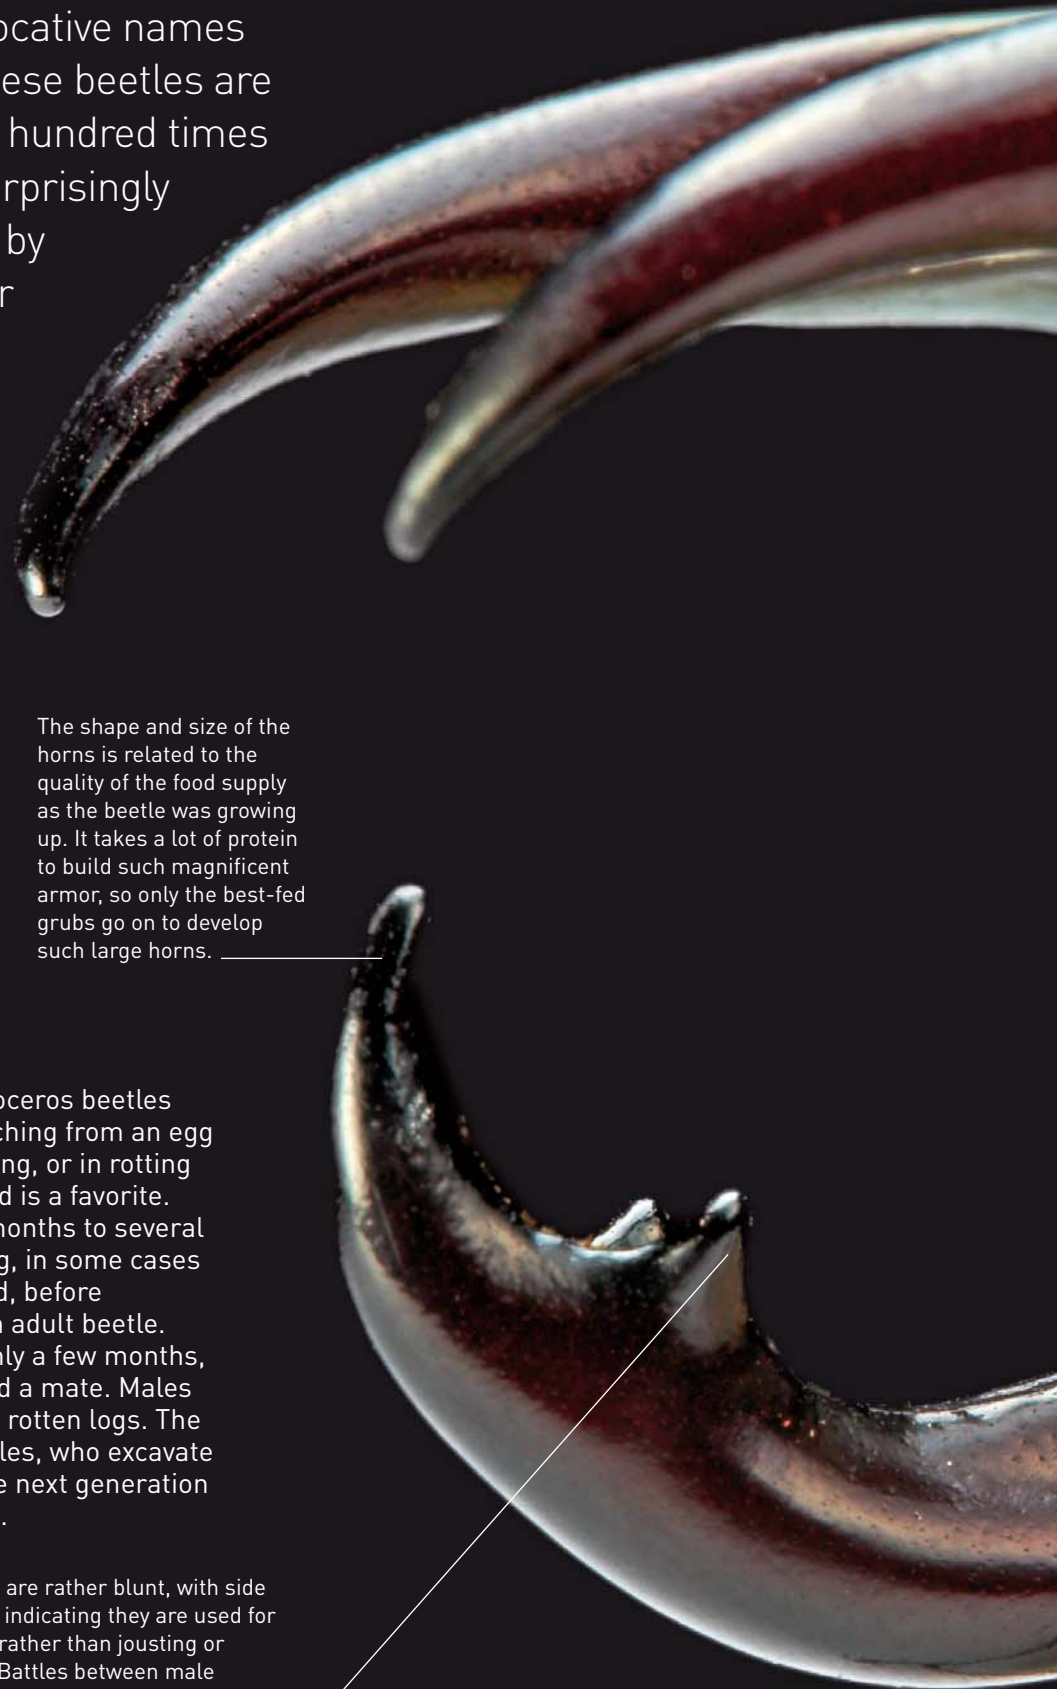 ocative names
ese beetles are
hundred times
rprisingly
by
r
The shape and size of the
horns is related to the
quality of the food supply
as the beetle was growing
up. It takes a lot of protein
to build such magnificent
armor, so only the best-fed
grubs go on to develop
such large horns.
oceros beetles
ching from an egg
ng, or in rotting
d is a favorite.
months to several
g, in some cases
d, before
n adult beetle.
nly a few months,
d a mate. Males
rotten logs. The
les, who excavate
e next generation
.
are rather blunt, with side
indicating they are used for
rather than jousting or
Battles between male